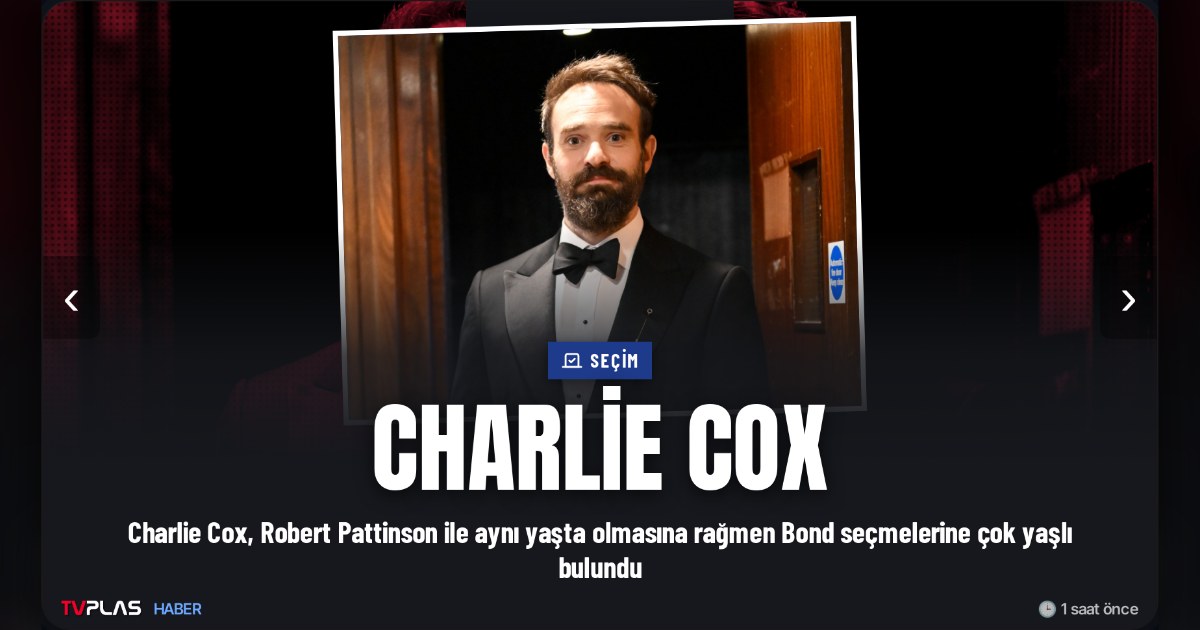 SEÇİM
CHARLİE COX
Charlie Cox, Robert Pattinson ile aynı yaşta olmasına rağmen Bond seçmelerine çok yaşlı
bulundu
TVPLAS HABER
1 saat önce